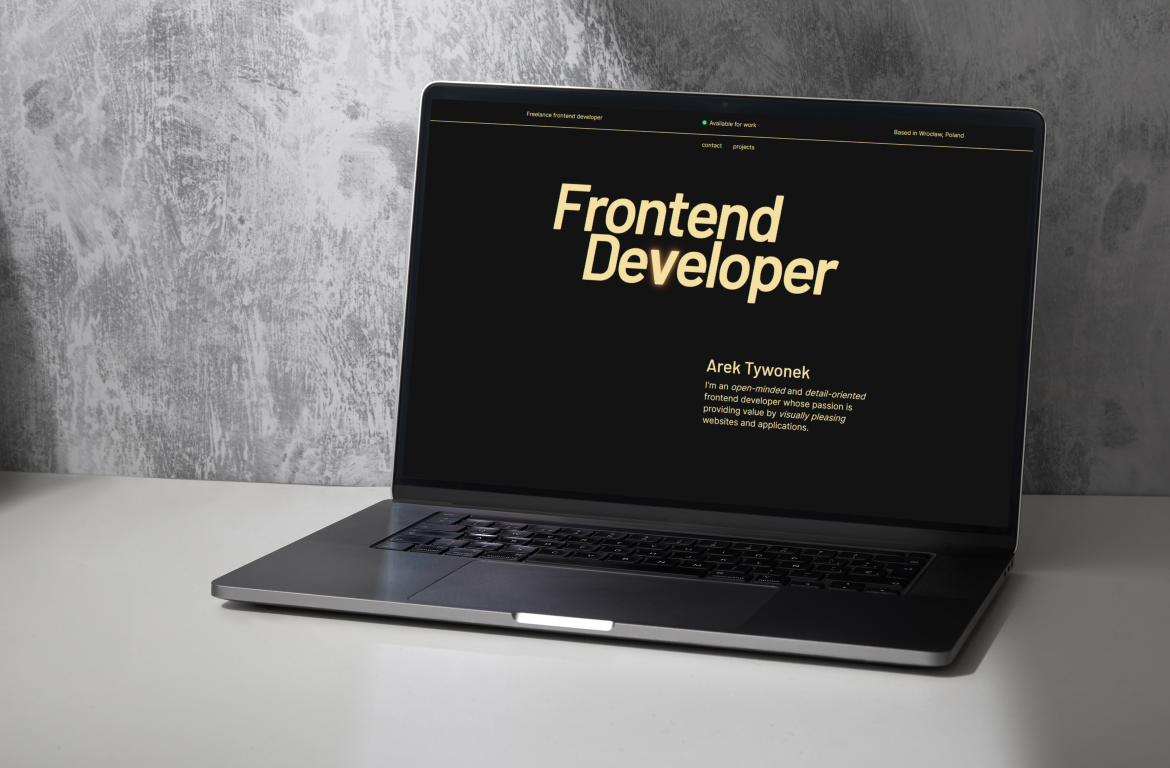 Freelance frontend developer
Available for work
Based in Wrocław, Poland
contact projects
Frontend
Developer
Arek Tywonek
I'm an open-minded and detail-oriented
frontend developer whose passion is
providing value by visually pleasing
websites and applications.